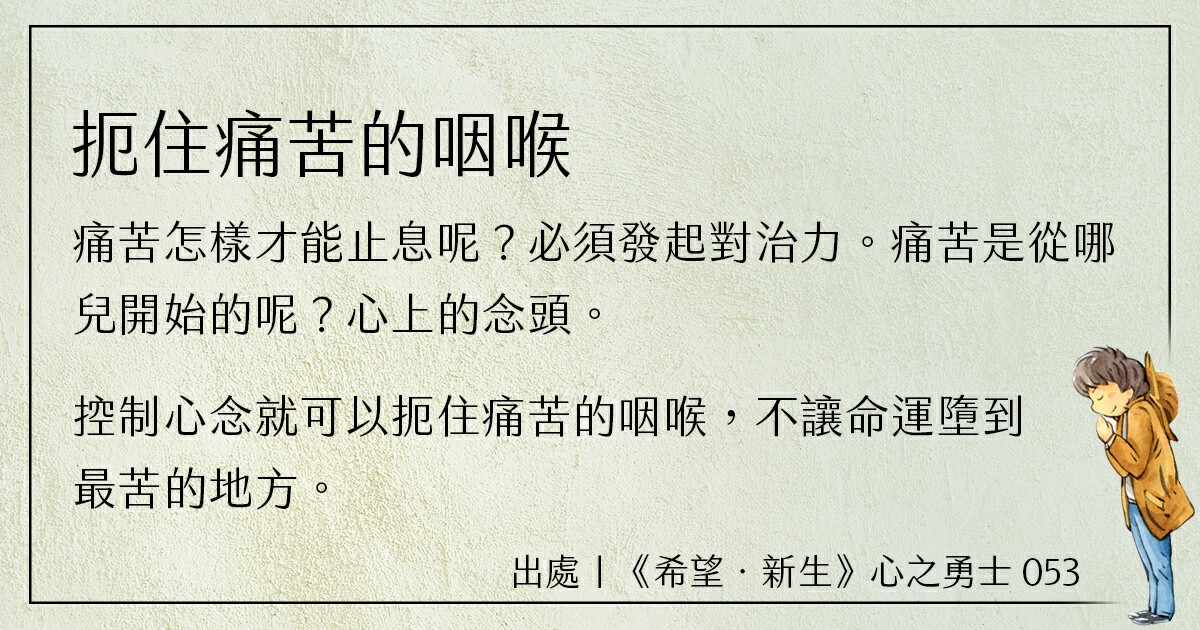 扼住痛苦的咽喉
痛苦怎樣才能止息呢？必須發起對治力。痛苦是從哪
兒開始的呢？心上的念頭。
控制心念就可以扼住痛苦的咽喉，不讓命運墮到
最苦的地方。
出處|《希望．新生》心之勇士 053